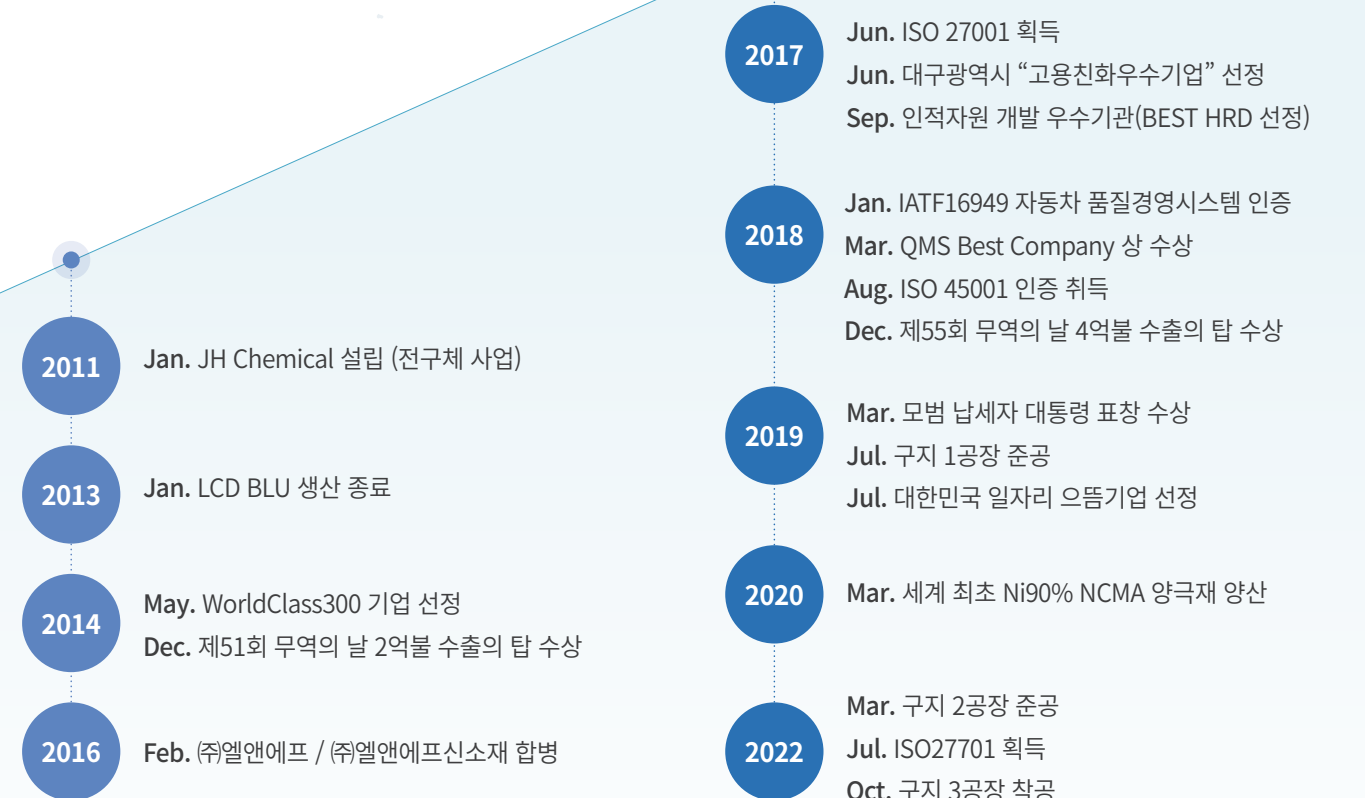 2011
Jan. JH Chemical 설립 (전구체 사업)
2013
Jan. LCD BLU 생산 종료
2014
May. WorldClass300 기업 선정
Dec. 제51회 무역의 날 2억불 수출의 탑 수상
2016
Feb. ㈜엘앤에프 / ㈜엘앤에프신소재 합병
2017
Jun. ISO 27001 획득
Jun. 대구광역시 “고용친화우수기업” 선정
Sep. 인적자원 개발 우수기관(BEST HRD 선정)
2018
Jan. IATF16949 자동차 품질경영시스템 인증
Mar. QMS Best Company 상 수상
Aug. ISO 45001 인증 취득
Dec. 제55회 무역의 날 4억불 수출의 탑 수상
2019
Mar. 모범 납세자 대통령 표창 수상
Jul. 구지 1공장 준공
Jul. 대한민국 일자리 으뜸기업 선정
2020
Mar. 세계 최초 Ni90% NCMA 양극재 양산
2022
Mar. 구지 2공장 준공
Jul. ISO27701 획득
Oct. 구지 3공장 착공